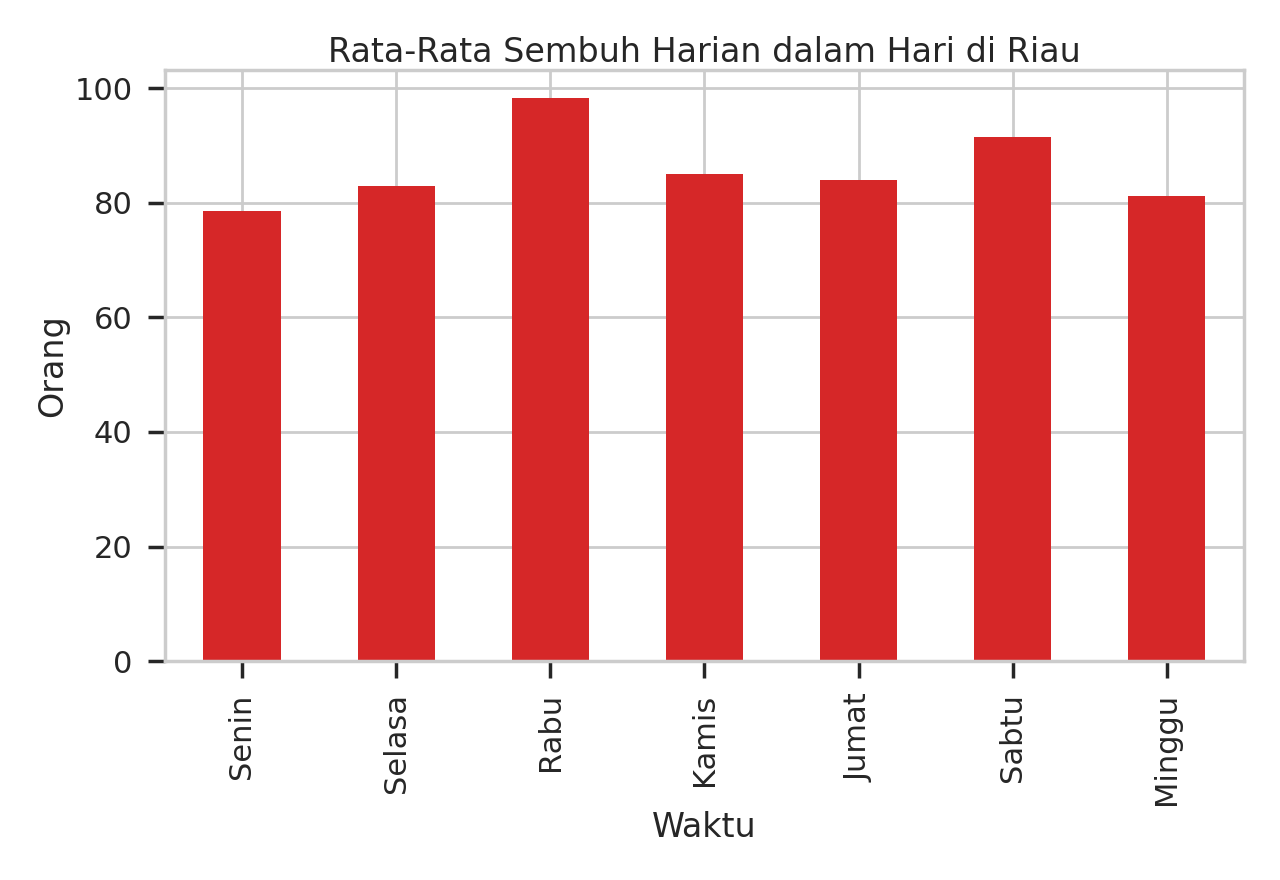 Rata-Rata Sembuh Harian dalam Hari di Riau
100
80
60
40
20
0
Orang
Senin
Selasa
Rabu
Kamis
Jumat
Sabtu
Minggu
Waktu